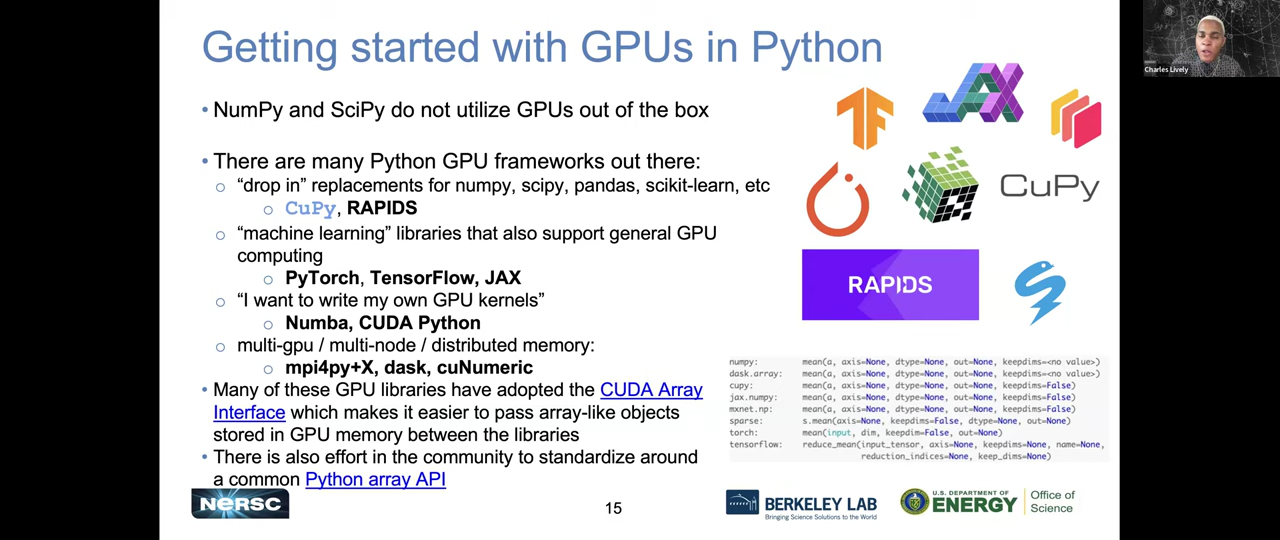 Getting started with GPUs in Python
Charles Lively
• NumPy and SciPy do not utilize GPUs out of the box
• There are many Python GPU frameworks out there:
○ “drop in” replacements for numpy, scipy, pandas, scikit-learn, etc
○ CuPy, RAPIDS
○ “machine learning” libraries that also support general GPU
computing
○ PyTorch, TensorFlow, JAX
○ “I want to write my own GPU kernels”
○ Numba, CUDA Python
○ multi-gpu / multi-node / distributed memory:
○ mpi4py+X, dask, cuNumeric
• Many of these GPU libraries have adopted the CUDA Array
Interface which makes it easier to pass array-like objects
stored in GPU memory between the libraries
• There is also effort in the community to standardize around
a common Python array API
JAX
CuPy
RAPIDS
numpy: mean(a, axis=None, dtype=None, out=None, keepdims=<no value>)
dask.array: mean(a, axis=None, dtype=None, out=None, keepdims=<no value>)
cupy: mean(a, axis=None, dtype=None, out=None, keepdims=False)
jax.numpy: mean(a, axis=None, dtype=None, out=None, keepdims=False)
mxnet.np: mean(a, axis=None, dtype=None, out=None, keepdims=False)
sparse: s.mean(axis=None, keepdims=False, dtype=None, out=None)
torch: mean(input, dim, keepdim=False, out=None)
tensorflow: reduce_mean(input_tensor, axis=None, keepdims=None, name=None,
reduction_indices=None, keep_dims=None)
NERSC
15
BERKELEY LAB
Bringing Science Solutions to the World
U.S. DEPARTMENT OF
ENERGY
Office of
Science